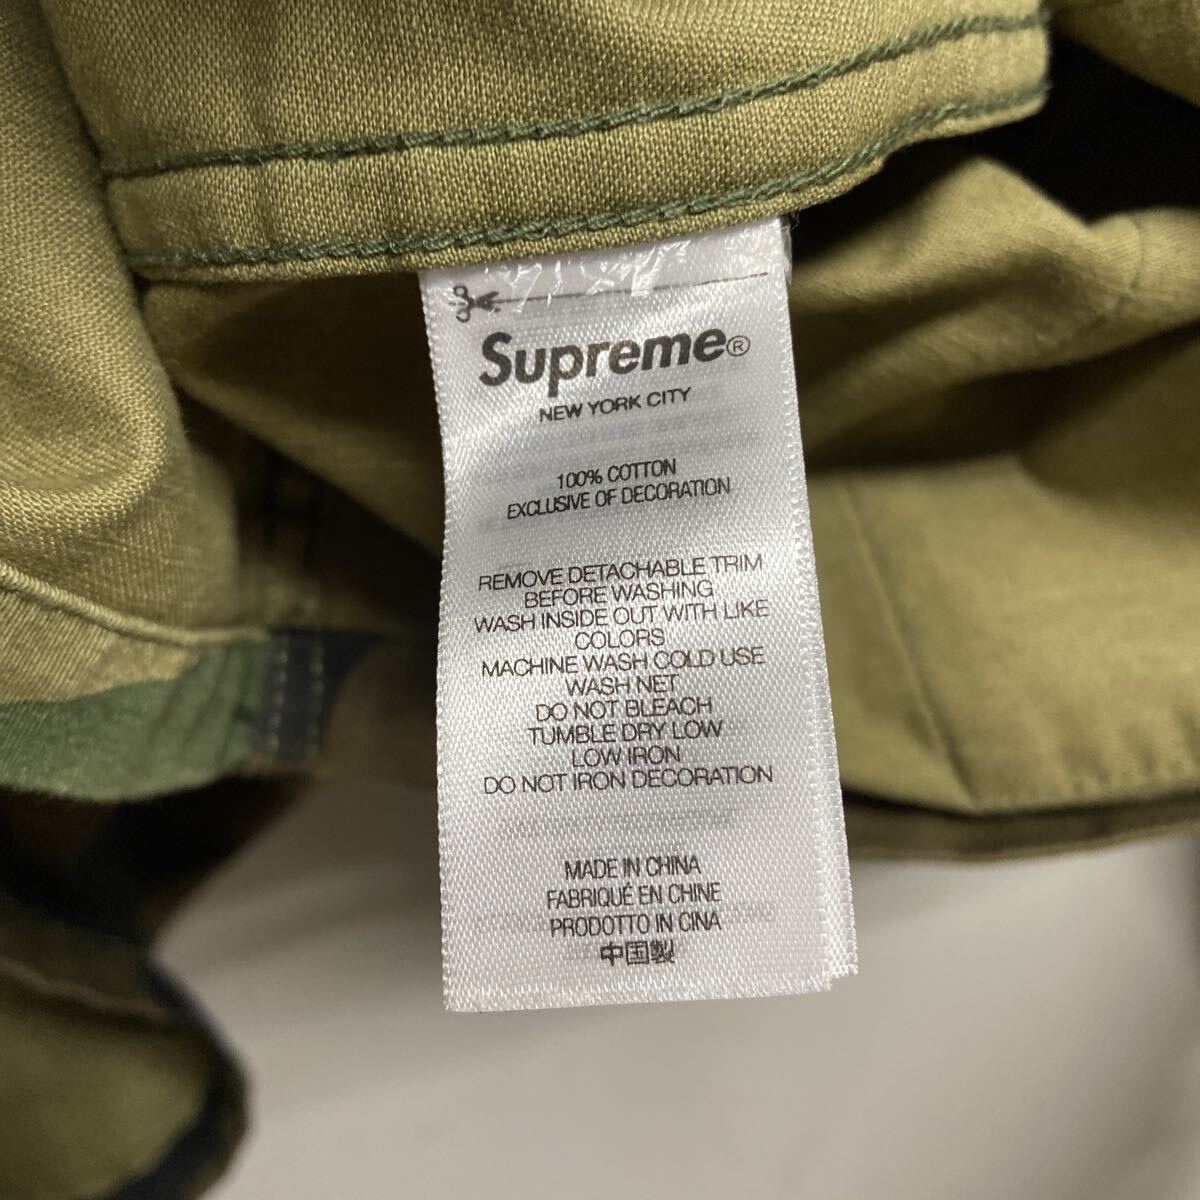 Supreme®
NEW YORK CITY
100% COTTON
EXCLUSIVE OF DECORATION
REMOVE DETACHABLE TRIM
BEFORE WASHING
WASH INSIDE OUT WITH LIKE
COLORS
MACHINE WASH COLD USE
WASH NET
DO NOT BLEACH
TUMBLE DRY LOW
LOW IRON
DO NOT IRON DECORATION
MADE IN CHINA
FABRIQUÉ EN CHINE
PRODOTTO IN CINA
中国製